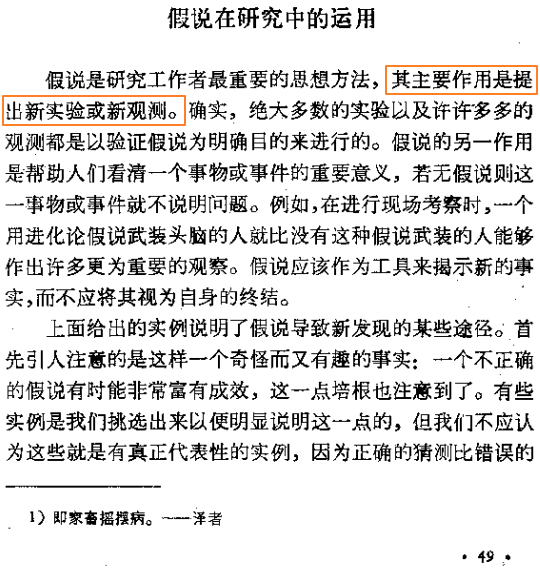 假说在研究中的运用
假说是研究工作者最重要的思想方法，其主要作用是提
出新实验或新观测。确实，绝大多数的实验以及许许多多的
观测都是以验证假说为明确目的来进行的。假说的另一作用
是帮助人们看清一个事物或事件的重要意义，若无假说则这
一事物或事件就不说明问题。例如，在进行现场考察时，一个
用进化论假说武装头脑的人就比没有这种假说武装的人能够
作出许多更为重要的观察。假说应该作为工具来揭示新的事
实，而不应将其视为自身的终结。
上面给出的实例说明了假说导致新发现的某些途径。首
先引人注意的是这样一个奇怪而又有趣的事实：一个不正确
的假说有时能非常富有成效，这一点培根也注意到了。有些
实例是我们挑选出来以便明显说明这一点的，但我们不应认
为这些就是有真正代表性的实例，因为正确的猜测比错误的
1）即家畜摇摆病。——译者
• 49 •